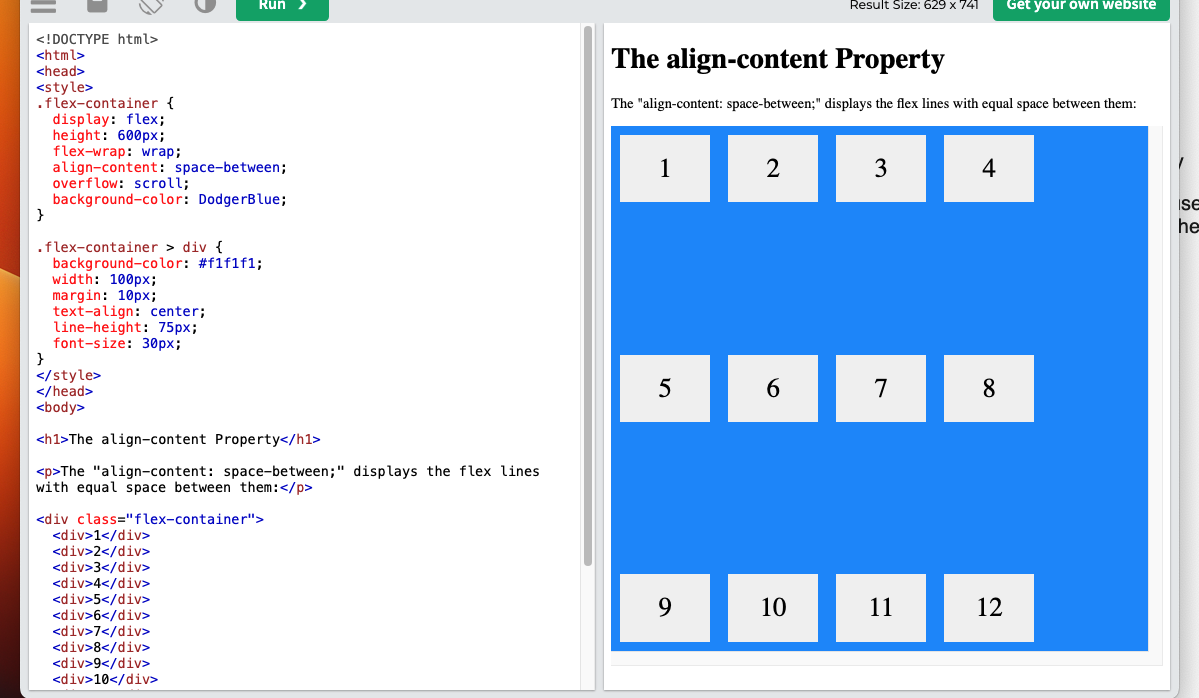 Run ❯
Result Size: 629 x 741
Get your own website
<!DOCTYPE html>
<html>
<head>
<style>
.flex-container {
  display: flex;
  height: 600px;
  flex-wrap: wrap;
  align-content: space-between;
  overflow: scroll;
  background-color: DodgerBlue;
}

.flex-container > div {
  background-color: #f1f1f1;
  width: 100px;
  margin: 10px;
  text-align: center;
  line-height: 75px;
  font-size: 30px;
}
</style>
</head>
<body>

<h1>The align-content Property</h1>

<p>The "align-content: space-between;" displays the flex lines
with equal space between them:</p>

<div class="flex-container">
  <div>1</div>
  <div>2</div>
  <div>3</div>
  <div>4</div>
  <div>5</div>
  <div>6</div>
  <div>7</div>
  <div>8</div>
  <div>9</div>
  <div>10</div>
The align-content Property
The "align-content: space-between;" displays the flex lines with equal space between them:
1 2 3 4
5 6 7 8
9 10 11 12